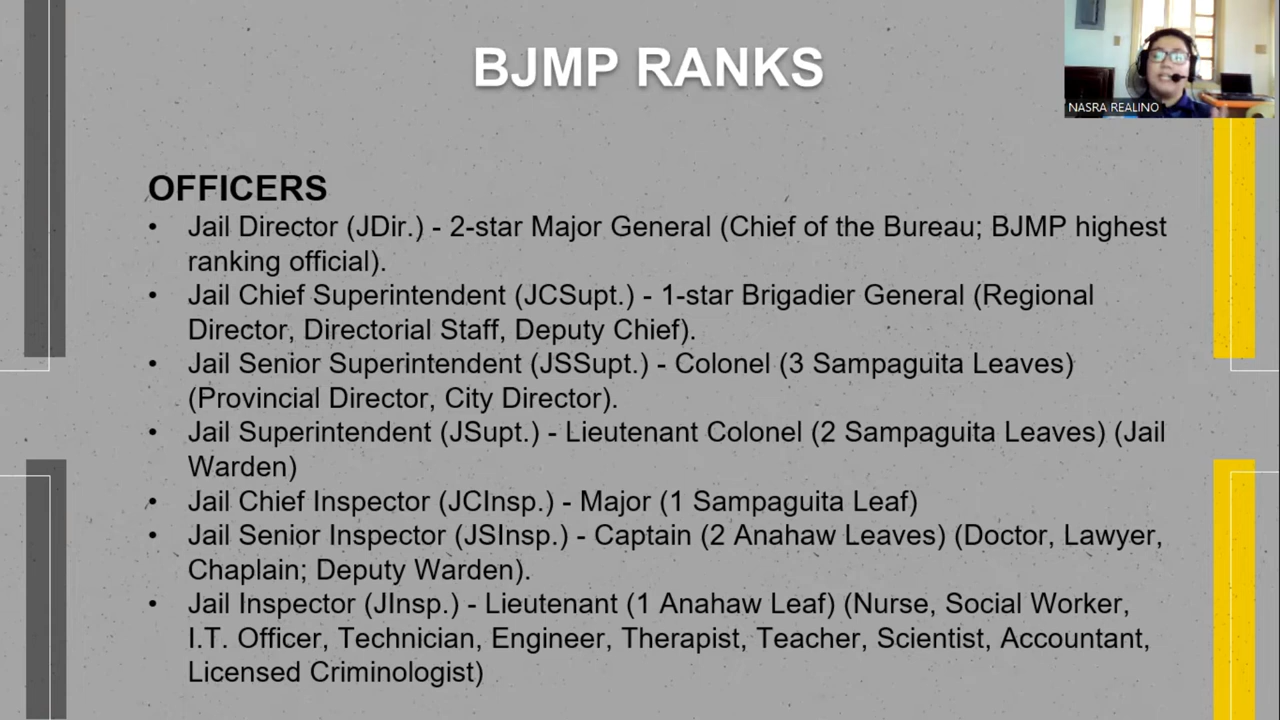 BJMP RANKS
NASRA REALINO
OFFICERS
• Jail Director (JDir.) - 2-star Major General (Chief of the Bureau; BJMP highest
ranking official).
• Jail Chief Superintendent (JCSupt.) - 1-star Brigadier General (Regional
Director, Directorial Staff, Deputy Chief).
• Jail Senior Superintendent (JSSupt.) - Colonel (3 Sampaguita Leaves)
(Provincial Director, City Director).
• Jail Superintendent (JSupt.) - Lieutenant Colonel (2 Sampaguita Leaves) (Jail
Warden)
• Jail Chief Inspector (JCInsp.) - Major (1 Sampaguita Leaf)
• Jail Senior Inspector (JSInsp.) - Captain (2 Anahaw Leaves) (Doctor, Lawyer,
Chaplain; Deputy Warden).
• Jail Inspector (JInsp.) - Lieutenant (1 Anahaw Leaf) (Nurse, Social Worker,
I.T. Officer, Technician, Engineer, Therapist, Teacher, Scientist, Accountant,
Licensed Criminologist)